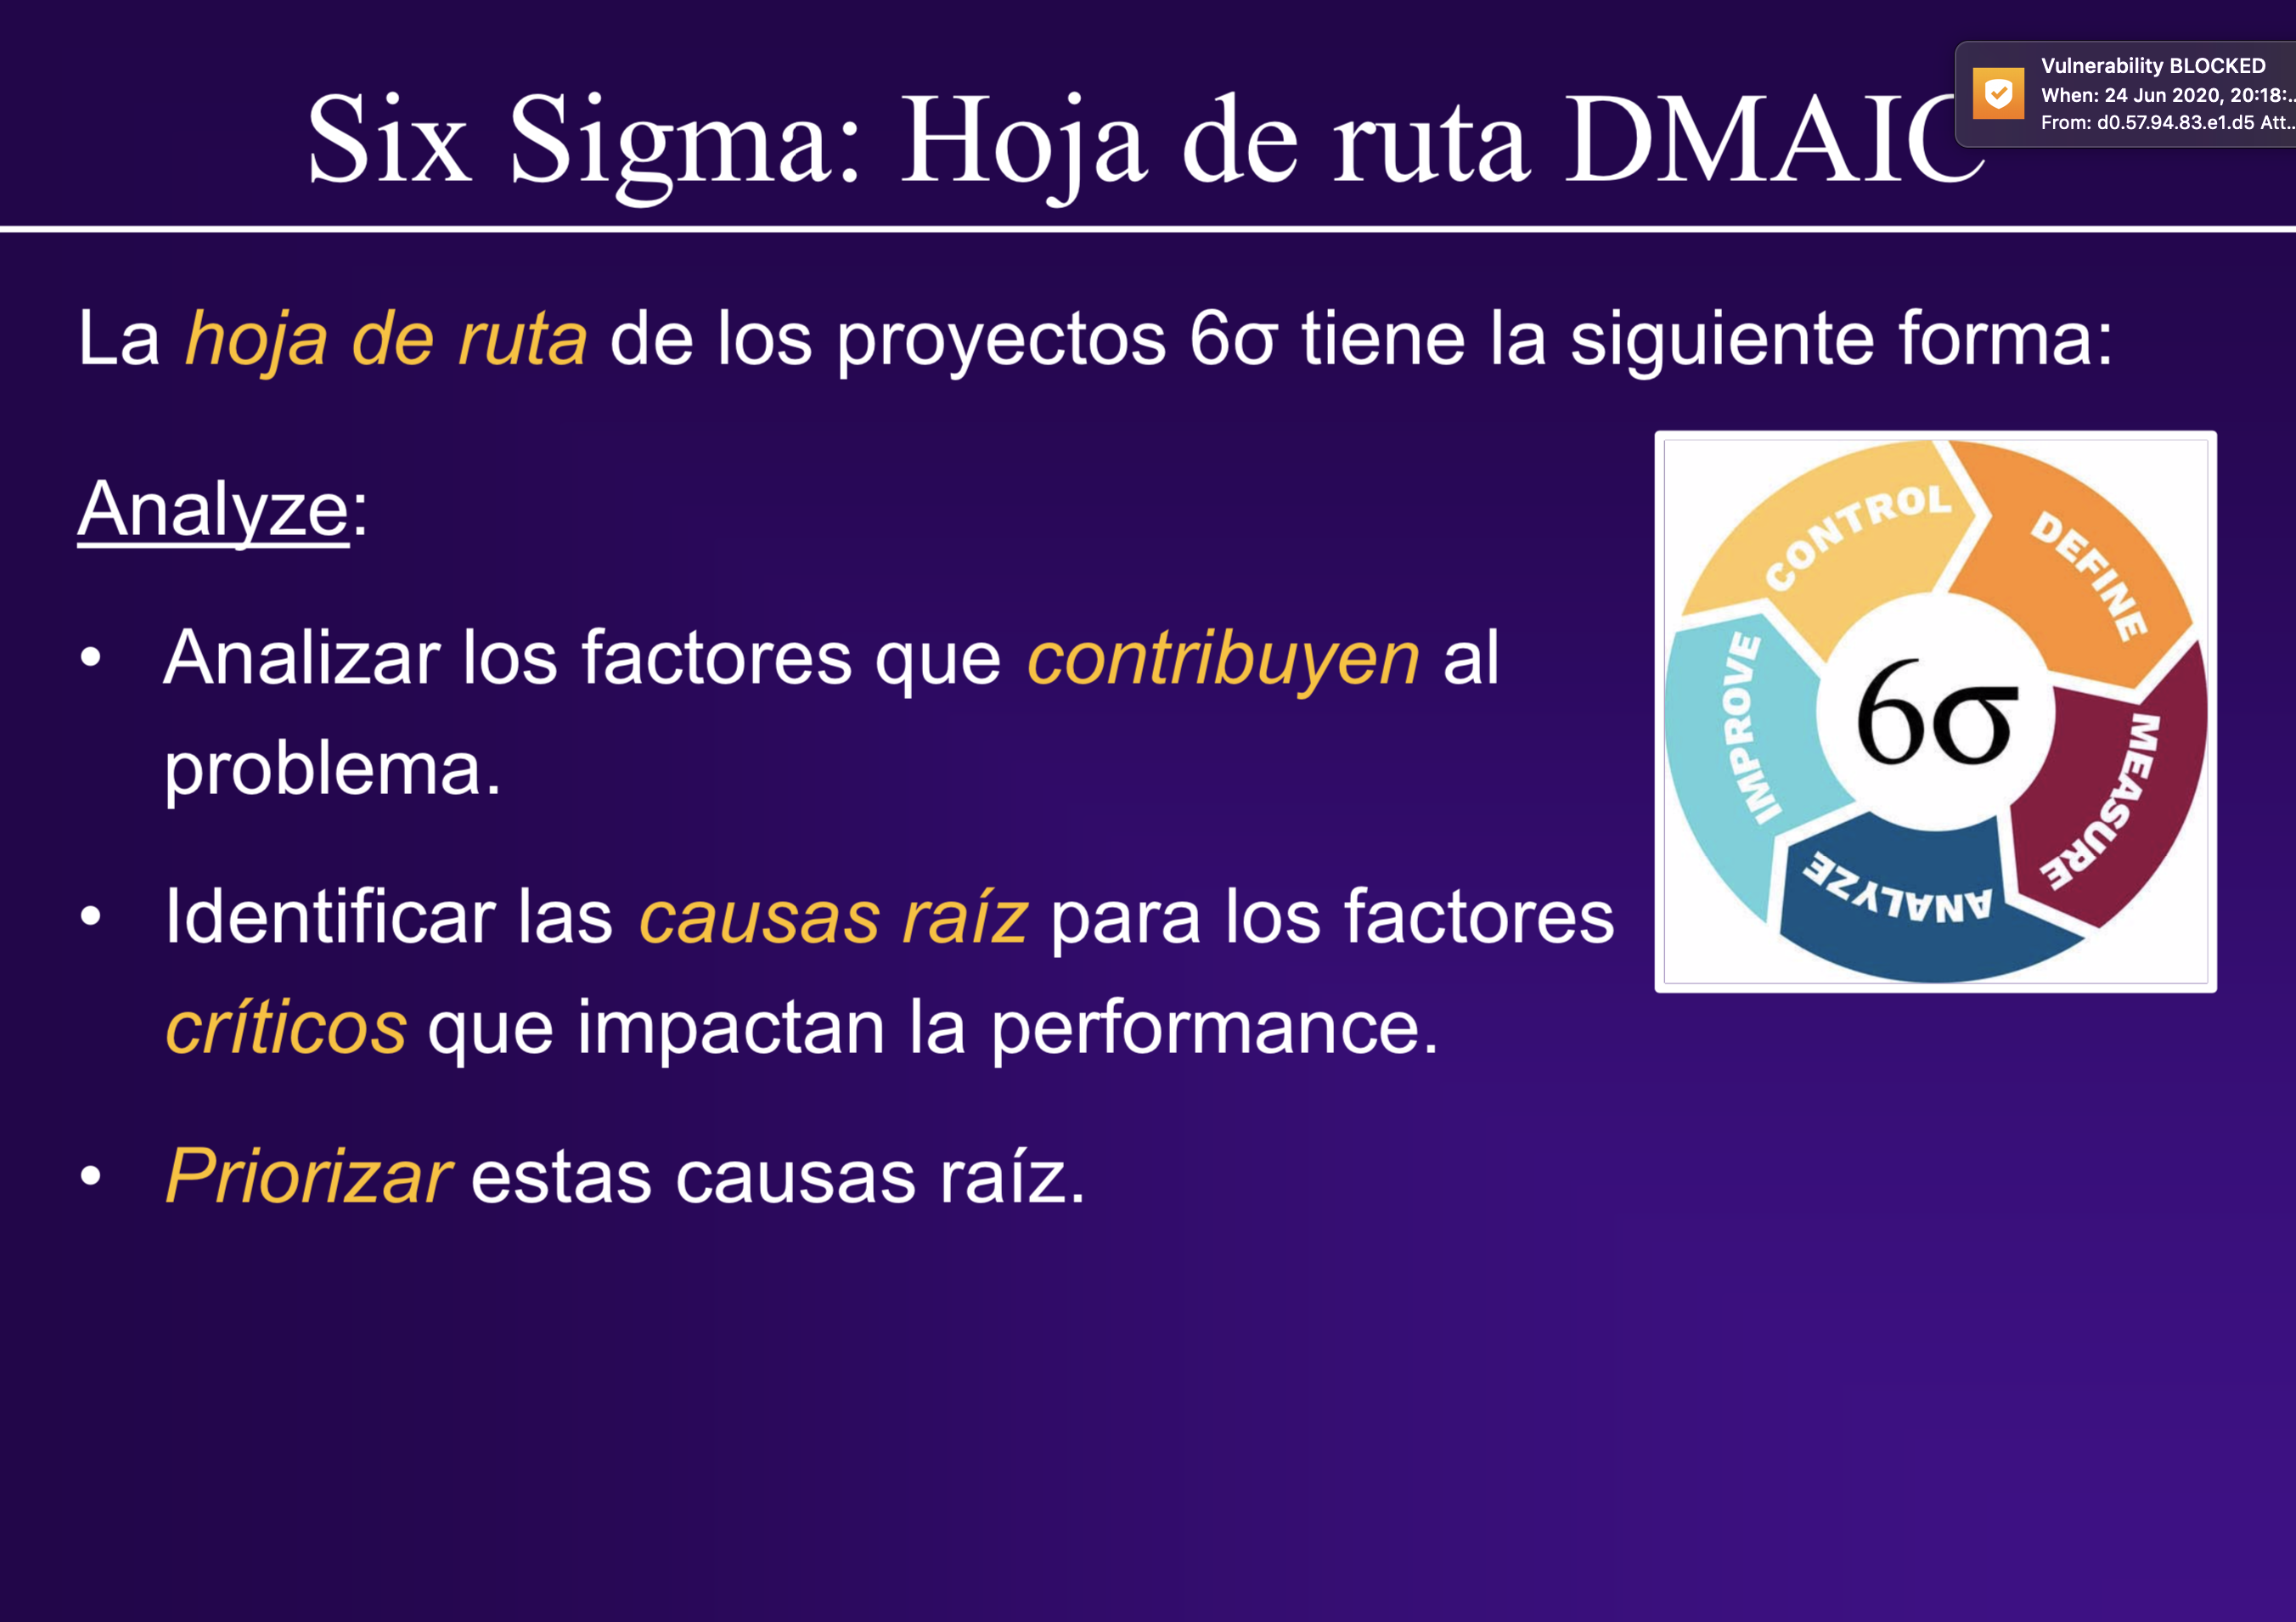 Six Sigma: Hoja de ruta DMAIC
Vulnerability BLOCKED
When: 24 Jun 2020, 20:18:..
From: d0.57.94.83.e1.d5 Att..
La hoja de ruta de los proyectos 6σ tiene la siguiente forma:
Analyze:
• Analizar los factores que contribuyen al
problema.
• Identificar las causas raíz para los factores
críticos que impactan la performance.
• Priorizar estas causas raíz.
CONTROL
DEFINE
MEASURE
ANALYZE
IMPROVE
6σ